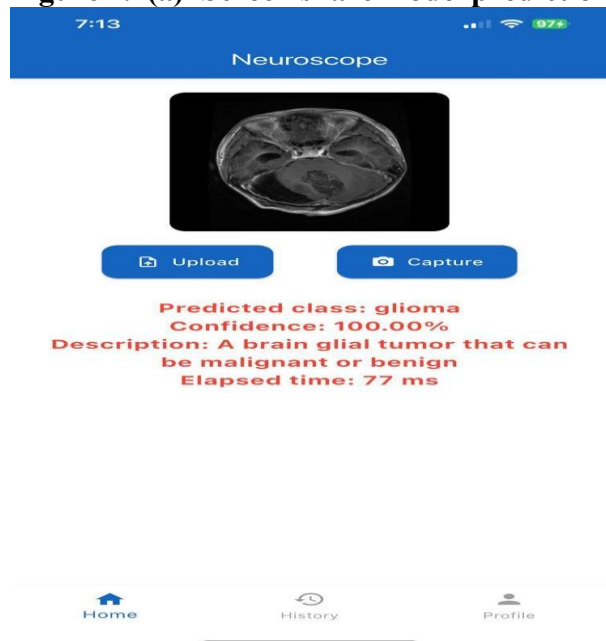 7:13
97
Neuroscope
Upload
Capture
Predicted class: glioma
Confidence: 100.00%
Description: A brain glial tumor that can
be malignant or benign
Elapsed time: 77 ms
Home
History
Profile